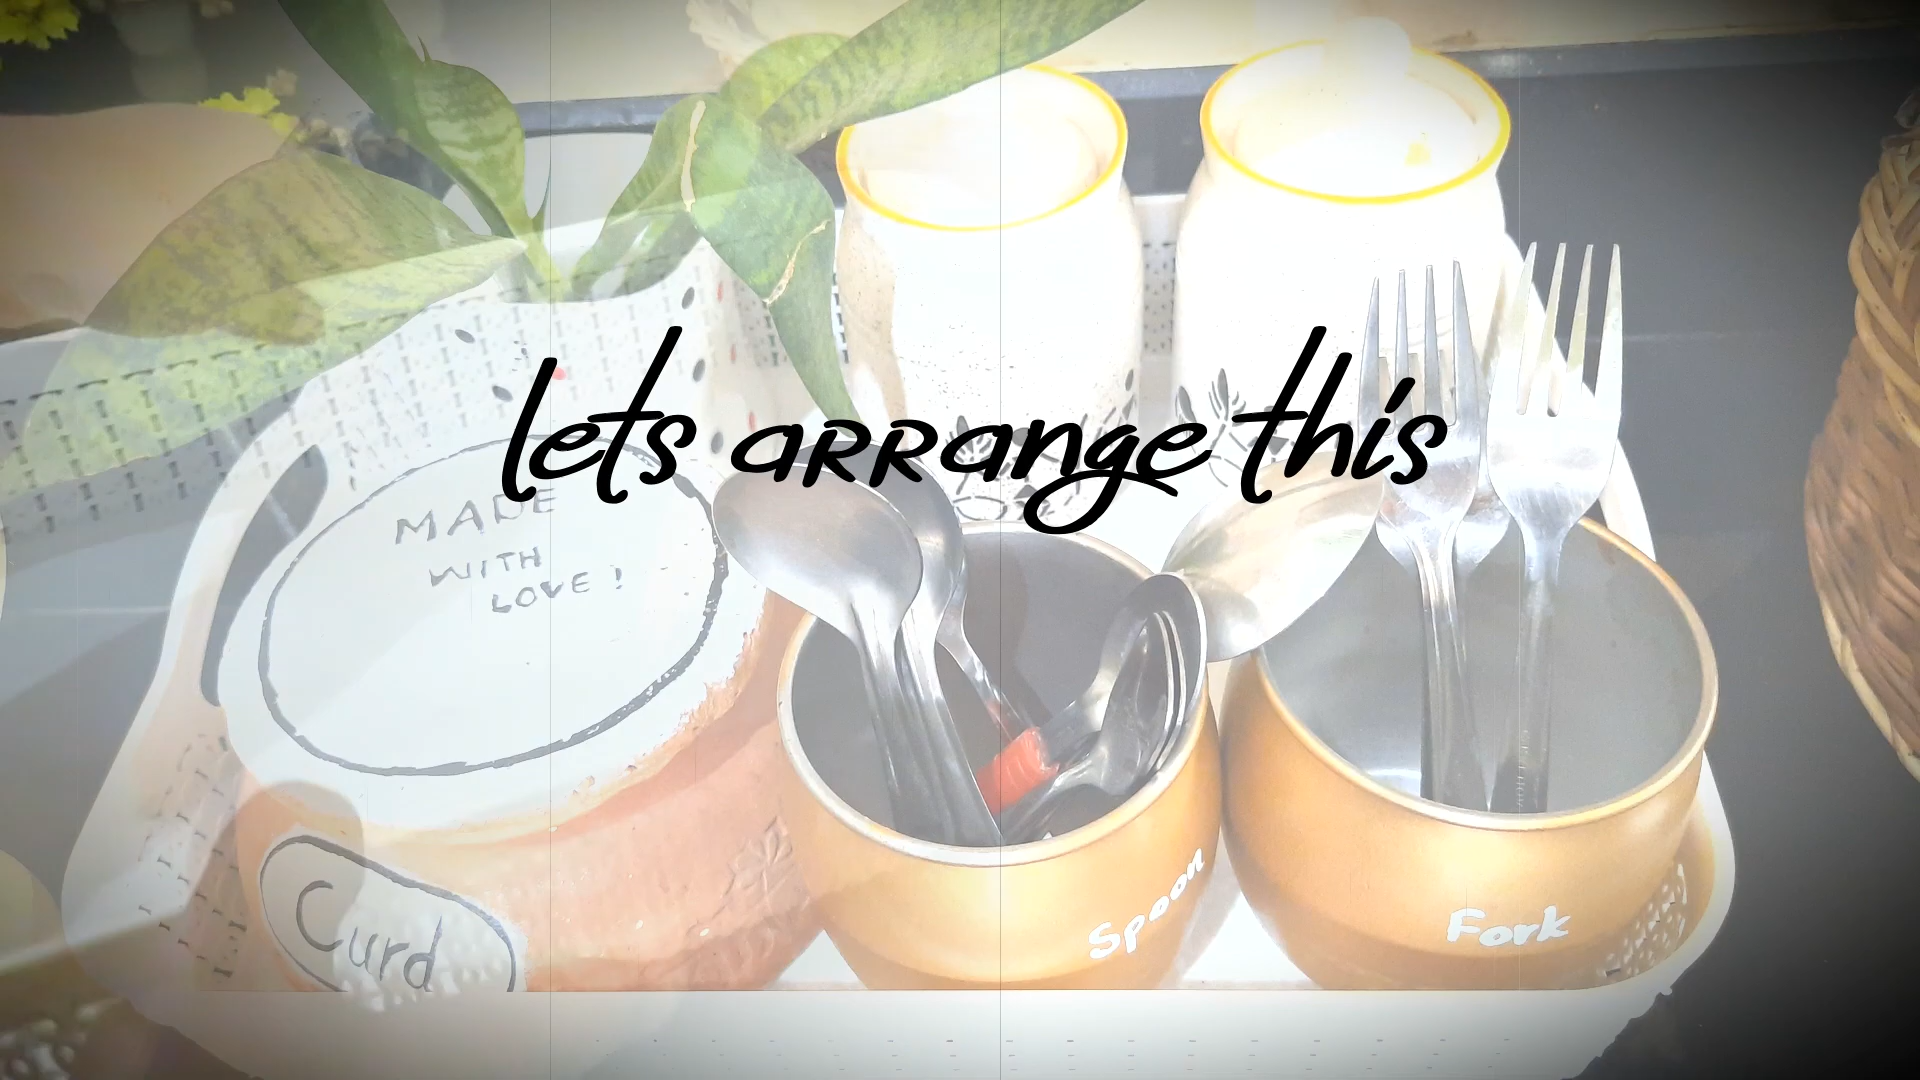 lets arrange this
MADE
WITH
LOVE !
Curd
Spoon
Fork